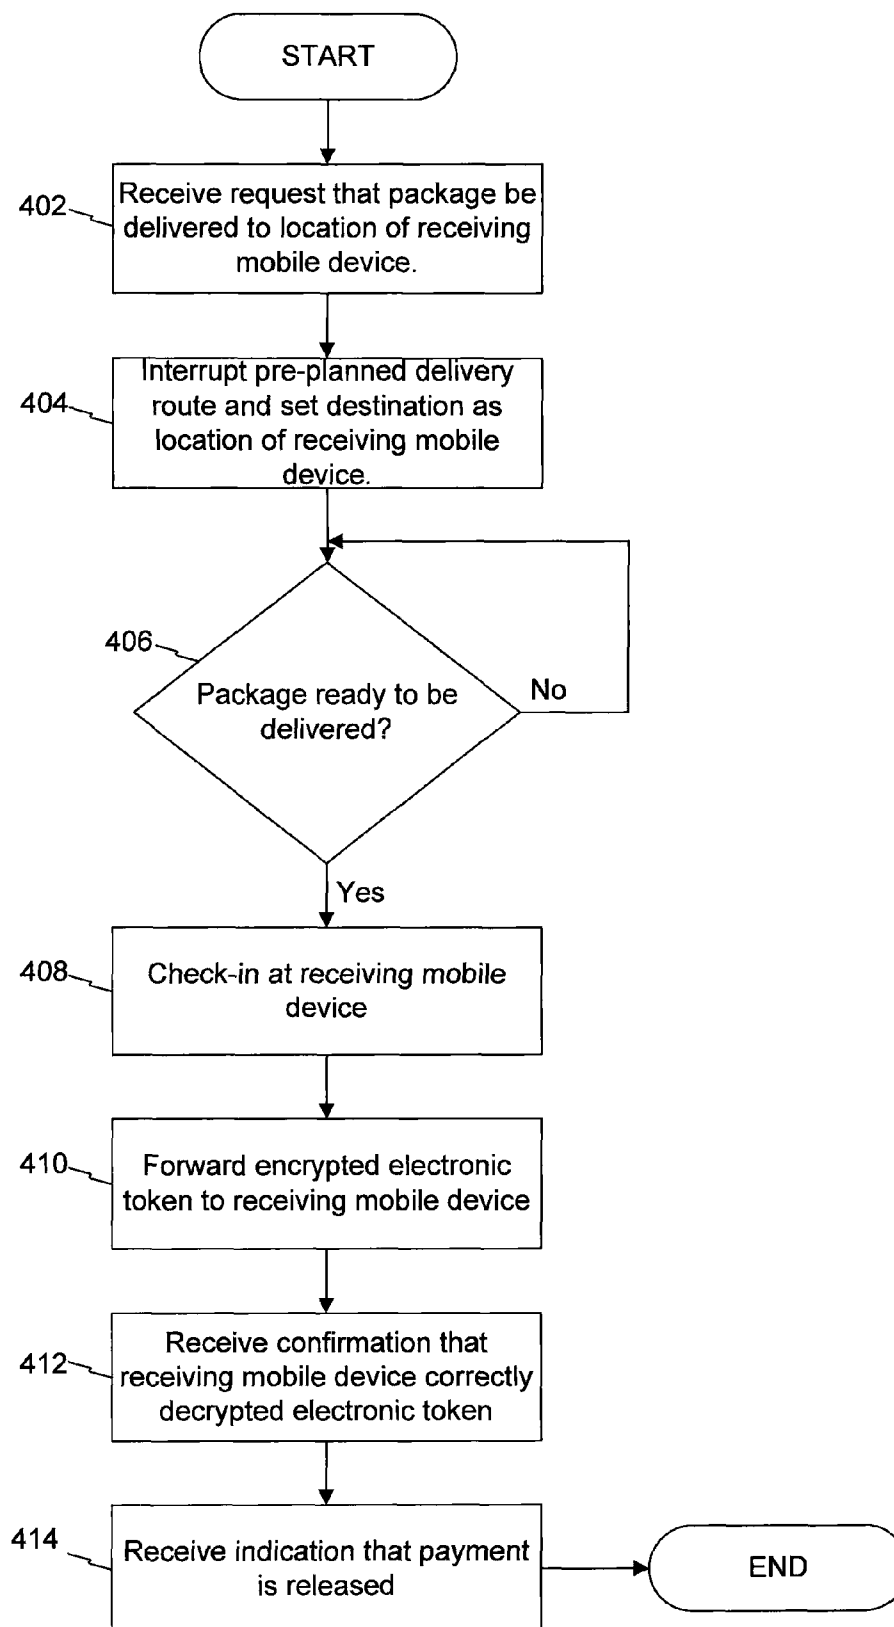 START
402
Receive request that package be
delivered to location of receiving
mobile device.
404
Interrupt pre-planned delivery
route and set destination as
location of receiving mobile
device.
406
Package ready to be
delivered?
No
Yes
408
Check-in at receiving mobile
device
410
Forward encrypted electronic
token to receiving mobile device
412
Receive confirmation that
receiving mobile device correctly
decrypted electronic token
414
Receive indication that payment
is released
END